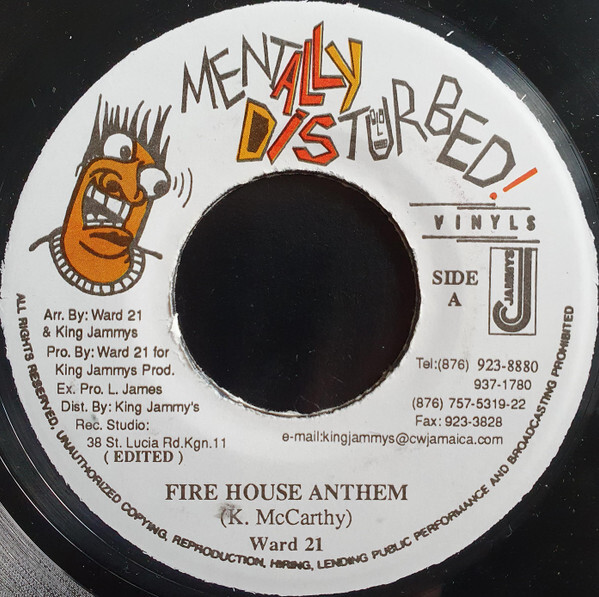 MENTALLY
DISTURBED!
VINYLS
SIDE
A
JAMMYS
Arr. By: Ward 21
& King Jammys
Pro. By: Ward 21 for
King Jammys Prod.
Ex. Pro. L. James
Dist. By: King Jammy's
Rec. Studio:
38 St. Lucia Rd.Kgn.11
( EDITED )
Tel:(876) 923-8880
937-1780
(876) 757-5319-22
Fax: 923-3828
e-mail:kingjammys@cwjamaica.com
FIRE HOUSE ANTHEM
(K. McCarthy)
Ward 21
ALL RIGHTS RESERVED, UNAUTHORIZED COPYING, REPRODUCTION, HIRING, LENDING PUBLIC PERFORMANCE AND BROADCASTING PROHIBITED